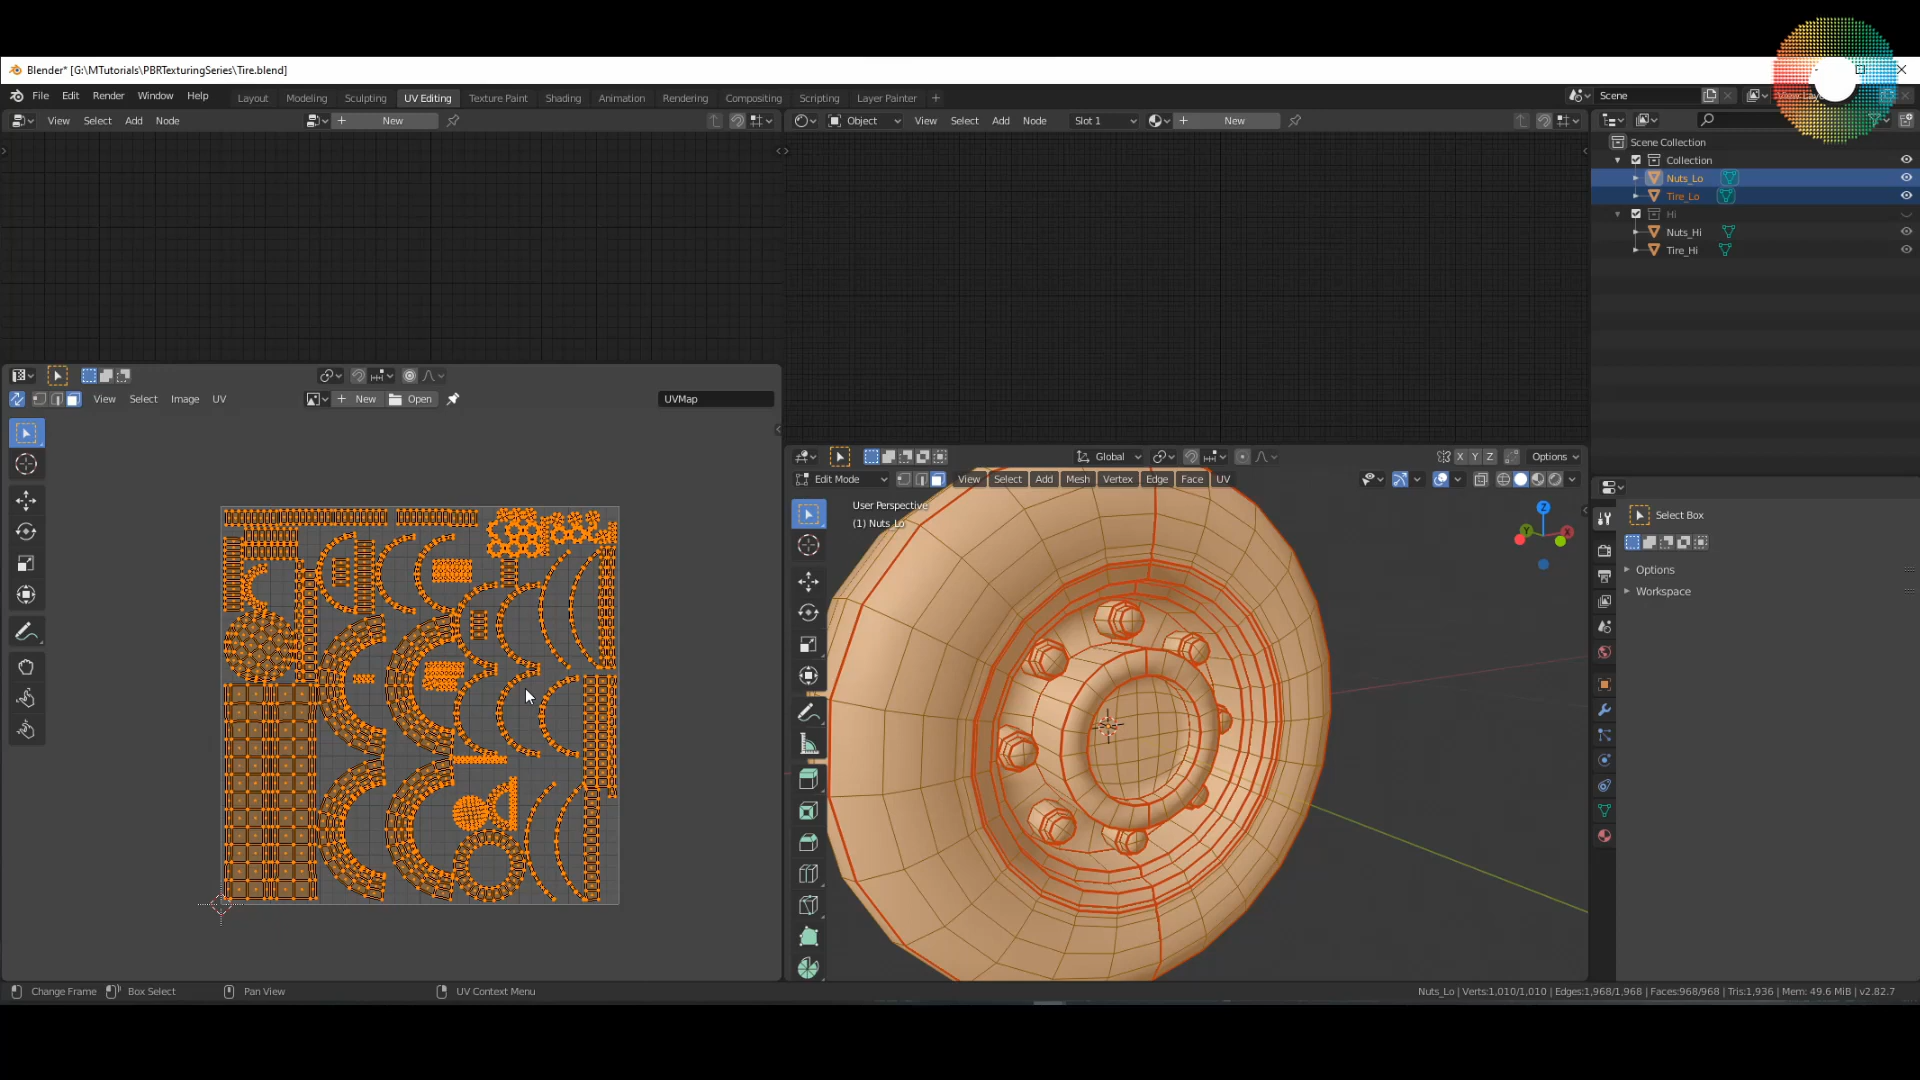 Blender* [G:\MTutorials\PBRTexturingSeries\Tire.blend]
File Edit Render Window Help Layout Modeling Sculpting UV Editing Texture Paint Shading Animation Rendering Compositing Scripting Layer Painter + Scene
View Select Add Node + New Object View Select Add Node Slot 1 + New
Scene Collection
Collection
Nuts_Lo
Tire_Lo
Hi
Nuts_Hi
Tire_Hi
View Select Image UV + New Open UVMap
Global X Y Z Options
Edit Mode View Select Add Mesh Vertex Edge Face UV
User Perspective
(1) Nuts_Lo
Z
Y X
Select Box
Options
Workspace
Change Frame Box Select Pan View UV Context Menu Nuts_Lo | Verts:1,010/1,010 | Edges:1,968/1,968 | Faces:968/968 | Tris:1,936 | Mem: 49.6 MiB | v2.82.7